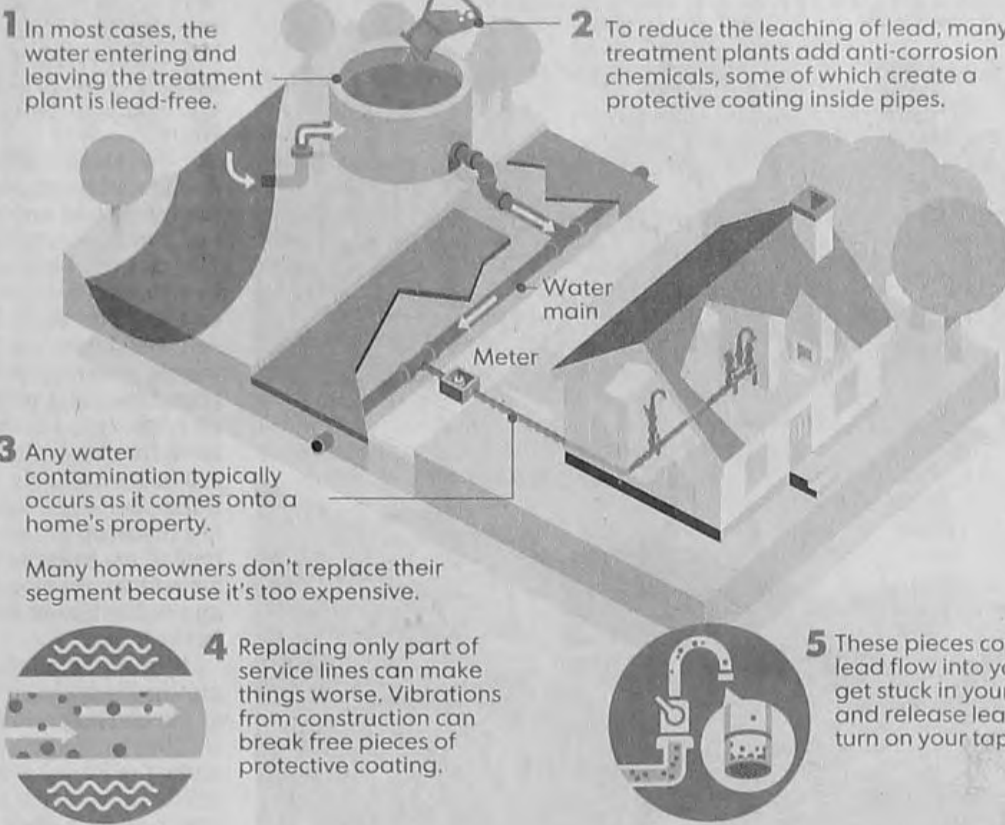 1 In most cases, the
water entering and
leaving the treatment
plant is lead-free.
2 To reduce the leaching of lead, many
treatment plants add anti-corrosion
chemicals, some of which create a
protective coating inside pipes.
Water
main
Meter
3 Any water
contamination typically
occurs as it comes onto a
home's property.
Many homeowners don't replace their
segment because it's too expensive.
4 Replacing only part of
service lines can make
things worse. Vibrations
from construction can
break free pieces of
protective coating.
5 These pieces
lead flow into
get stuck in your
and release
turn on your